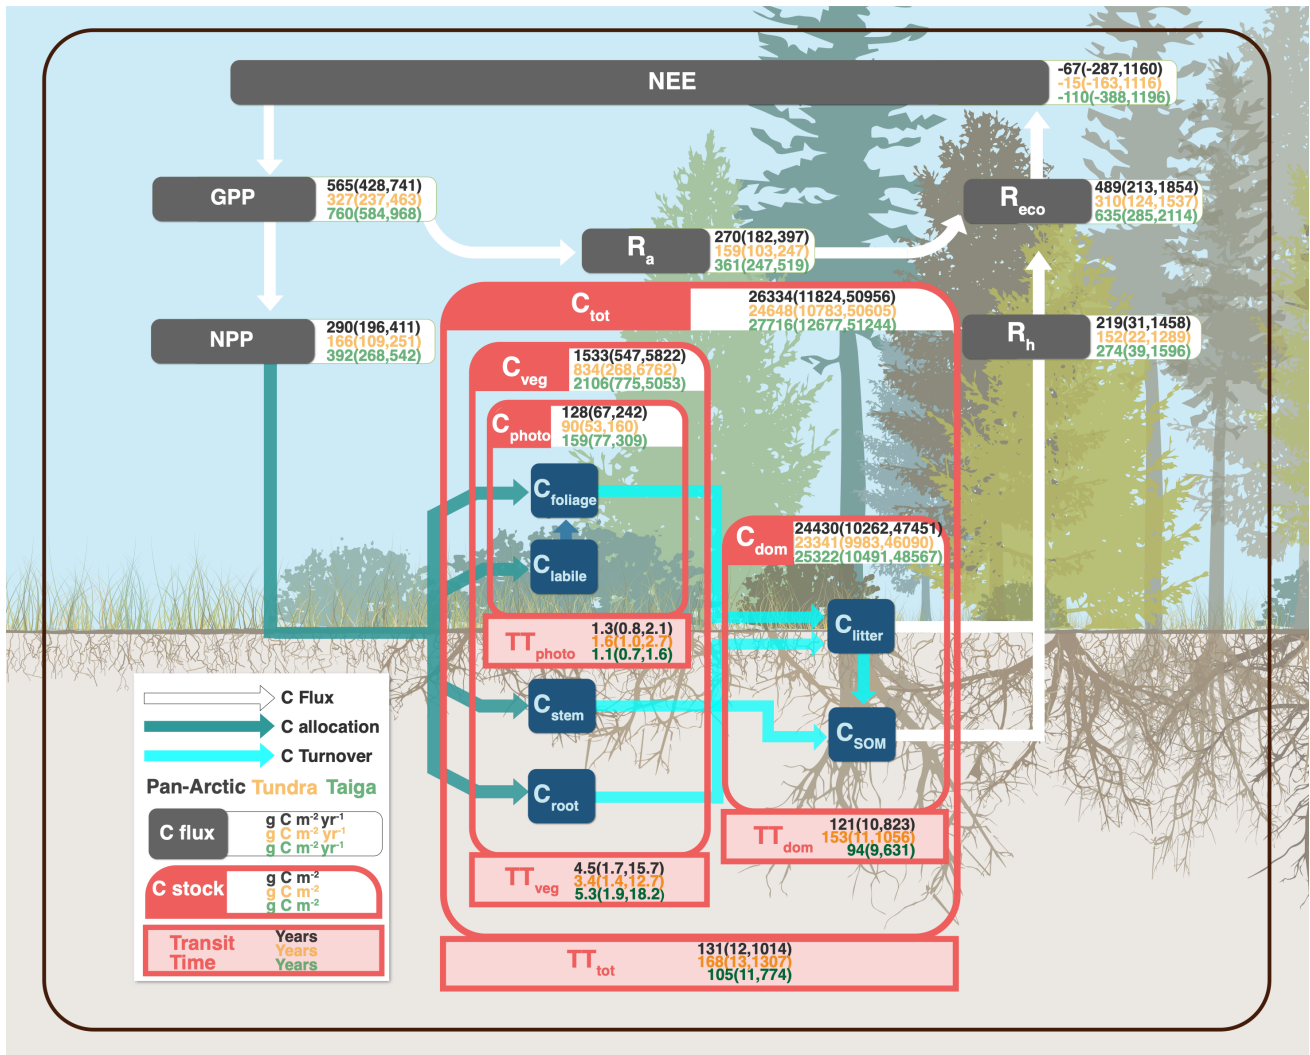 NEE
-67(-287,1160)
-15(-163,1116)
-110(-388,1196)
GPP
565(428,741)
327(237,463)
760(584,968)
Reco
489(213,1854)
310(124,1537)
635(285,2114)
Ra
270(182,397)
159(103,247)
361(247,519)
Ctot
26334(11824,50956)
24648(10783,50605)
27716(12677,51244)
NPP
290(196,411)
166(109,251)
392(268,542)
Rh
219(31,1458)
152(22,1289)
274(39,1596)
Cveg
1533(547,5822)
834(268,6762)
2106(775,5053)
Cphoto
128(67,242)
90(53,160)
159(77,309)
Cfoliage
Clabile
Cdom
24430(10262,47451)
23341(9983,46090)
25322(10491.48567)
Clitter
TTphoto
1.3(0.8,2.1)
1.6(1.0,2.7)
1.1(0.7,1.6)
Cstem
CSOM
Croot
TTdom
121(10,823)
153(11,1056)
94(9,631)
TTveg
4.5(1.7,15.7)
3.4(1.4,12.7)
5.3(1.9,18.2)
TTtot
131(12,1014)
168(13,1307)
105(11,774)
C Flux
C allocation
C Turnover
Pan-Arctic Tundra Taiga
C flux
g C m-2 yr-1
g C m-2 yr-1
g C m-2 yr-1
C stock
g C m-2
g C m-2
g C m-2
Transit
Time
Years
Years
Years